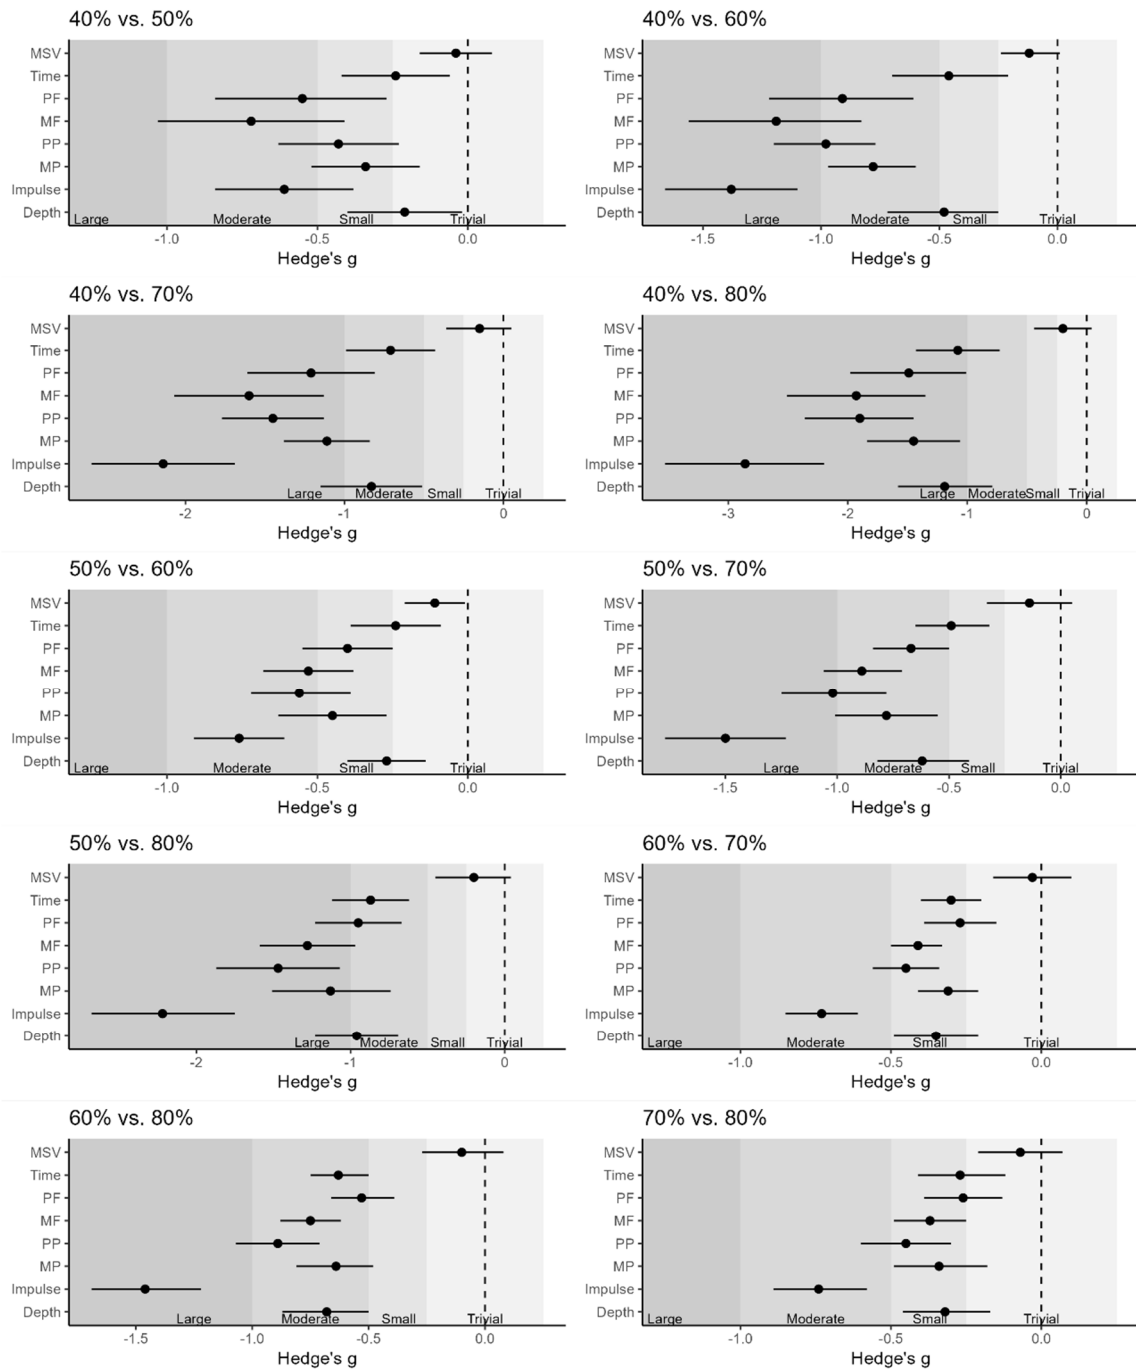 40% vs. 50%
MSV
Time
PF
MF
PP
MP
Impulse
Depth
Large Moderate Small Trivial
-1.0 -0.5 0.0
Hedge's g
40% vs. 60%
MSV
Time
PF
MF
PP
MP
Impulse
Depth
Large Moderate Small Trivial
-1.5 -1.0 -0.5 0.0
Hedge's g
40% vs. 70%
MSV
Time
PF
MF
PP
MP
Impulse
Depth
Large Moderate Small Trivial
-2 -1 0
Hedge's g
40% vs. 80%
MSV
Time
PF
MF
PP
MP
Impulse
Depth
Large Moderate Small Trivial
-3 -2 -1 0
Hedge's g
50% vs. 60%
MSV
Time
PF
MF
PP
MP
Impulse
Depth
Large Moderate Small Trivial
-1.0 -0.5 0.0
Hedge's g
50% vs. 70%
MSV
Time
PF
MF
PP
MP
Impulse
Depth
Large Moderate Small Trivial
-1.5 -1.0 -0.5 0.0
Hedge's g
50% vs. 80%
MSV
Time
PF
MF
PP
MP
Impulse
Depth
Large Moderate Small Trivial
-2 -1 0
Hedge's g
60% vs. 70%
MSV
Time
PF
MF
PP
MP
Impulse
Depth
Large Moderate Small Trivial
-1.0 -0.5 0.0
Hedge's g
60% vs. 80%
MSV
Time
PF
MF
PP
MP
Impulse
Depth
Large Moderate Small Trivial
-1.5 -1.0 -0.5 0.0
Hedge's g
70% vs. 80%
MSV
Time
PF
MF
PP
MP
Impulse
Depth
Large Moderate Small Trivial
-1.0 -0.5 0.0
Hedge's g